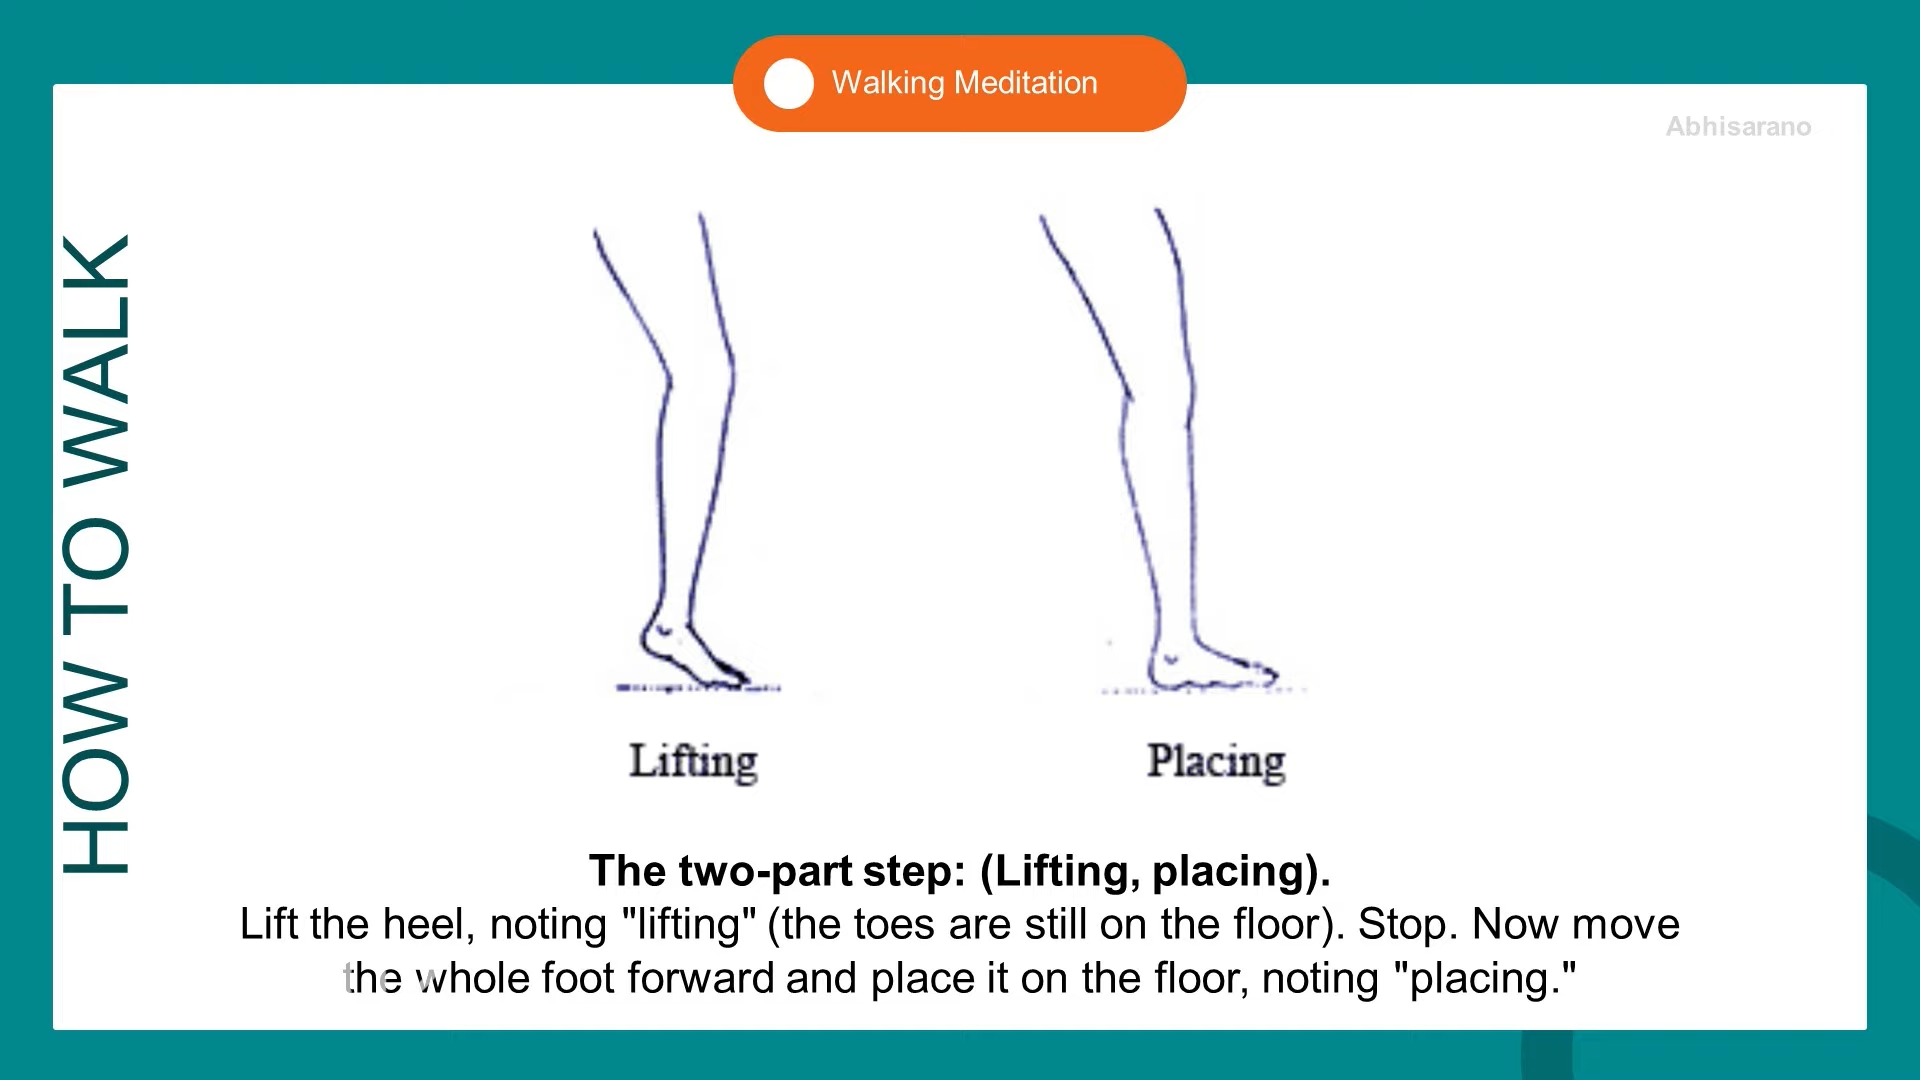 Walking Meditation
Abhisarano
HOW TO WALK
Lifting
Placing
The two-part step: (Lifting, placing).
Lift the heel, noting "lifting" (the toes are still on the floor). Stop. Now move
the whole foot forward and place it on the floor, noting "placing."